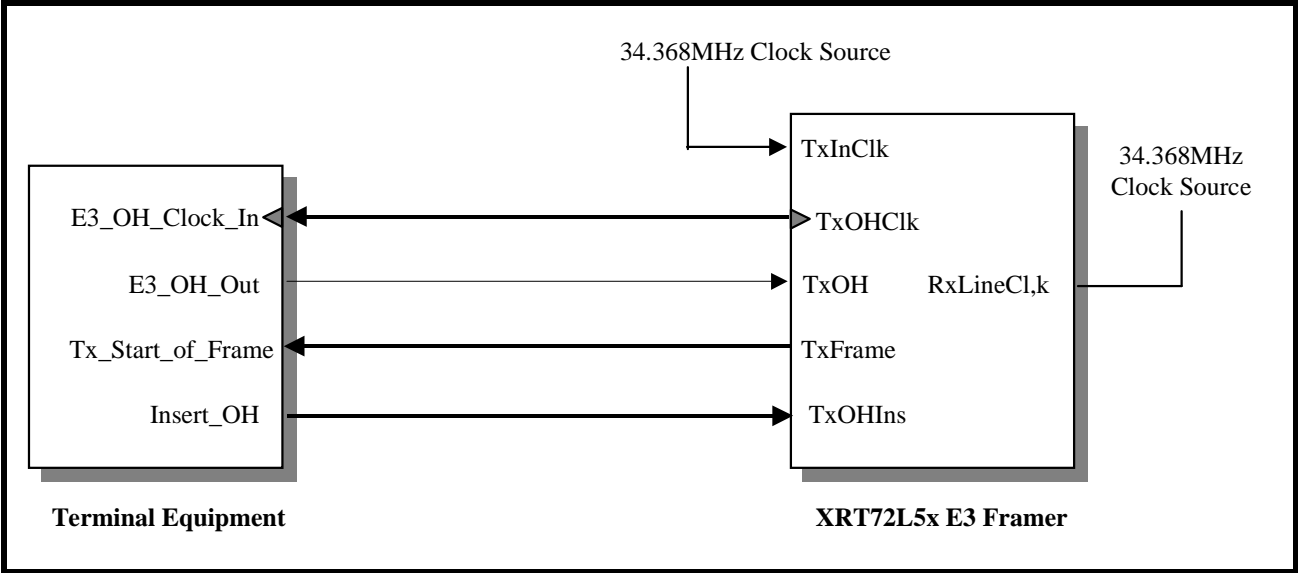 34.368MHz Clock Source
TxInClk
34.368MHz
Clock Source
E3_OH_Clock_In
TxOHClk
E3_OH_Out
TxOH
RxLineCl,k
Tx_Start_of_Frame
TxFrame
Insert_OH
TxOHIns
Terminal Equipment
XRT72L5x E3 Framer